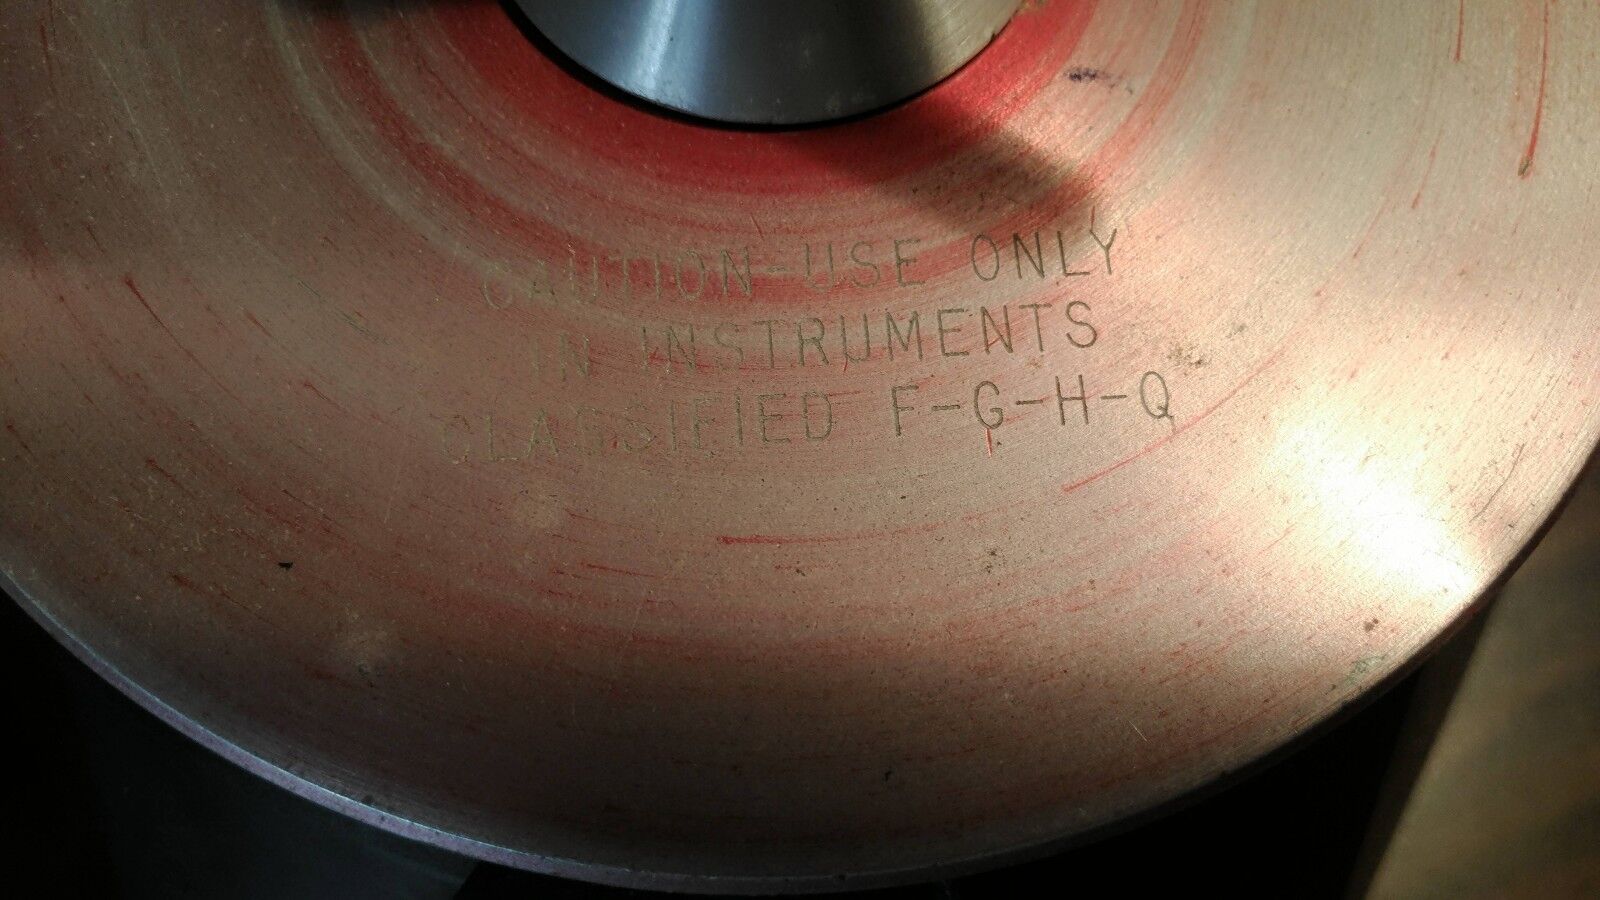 CAUTION-USE ONLY
IN INSTRUMENTS
CLASSIFIED F-G-H-Q